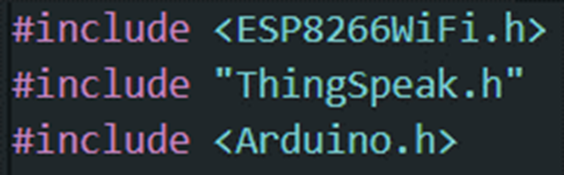 #include <ESP8266WiFi.h>
#include "ThingSpeak.h"
#include <Arduino.h>